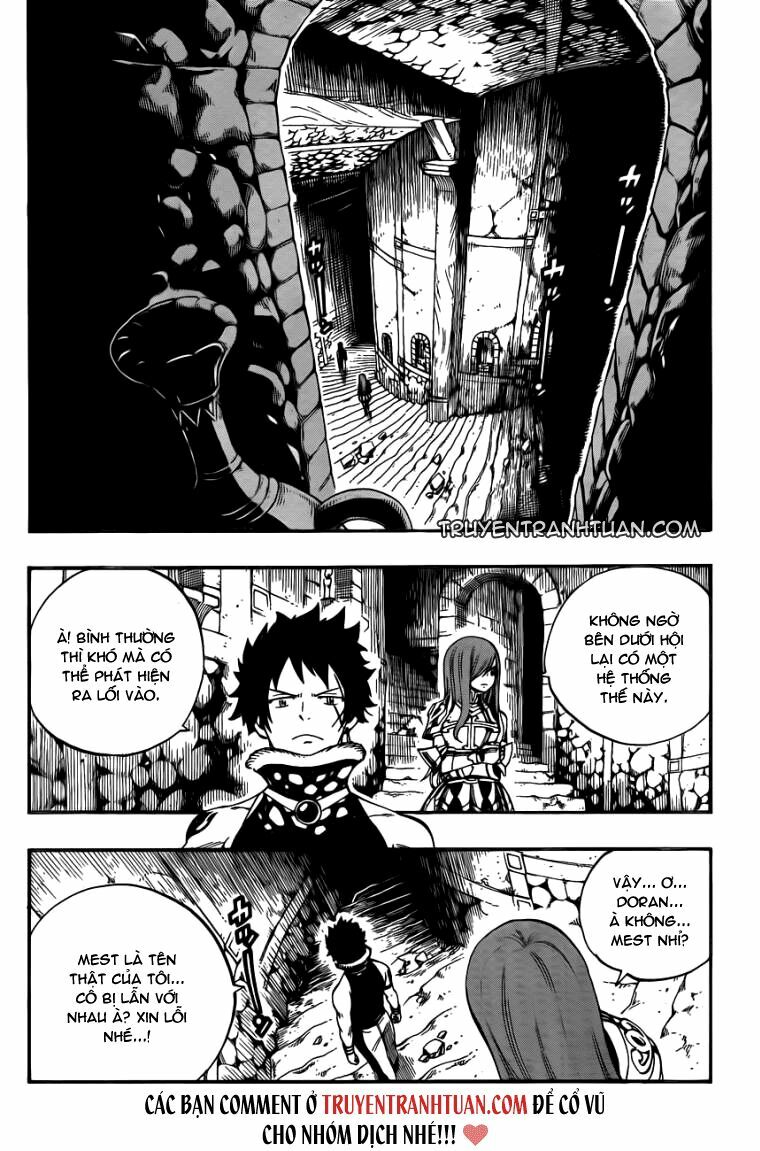 TRUYENTRANHTUAN.COM
KHÔNG NGỜ
BÊN DƯỚI HỘI
LẠI CÓ MỘT
HỆ THỐNG
THẾ NÀY.
À! BÌNH THƯỜNG
THÌ KHÓ MÀ CÓ
THỂ PHÁT HIỆN
RA LỐI VÀO.
VẬY... Ơ...
DORAN...
À KHÔNG...
MEST NHỈ?
MEST LÀ TÊN
THẬT CỦA TÔI...
CÔ BỊ LẪN VỚI
NHAU À? XIN LỖI
NHÉ...!
CÁC BẠN COMMENT Ở TRUYENTRANHTUAN.COM ĐỂ CỔ VŨ
CHO NHÓM DỊCH NHÉ!!! ❤